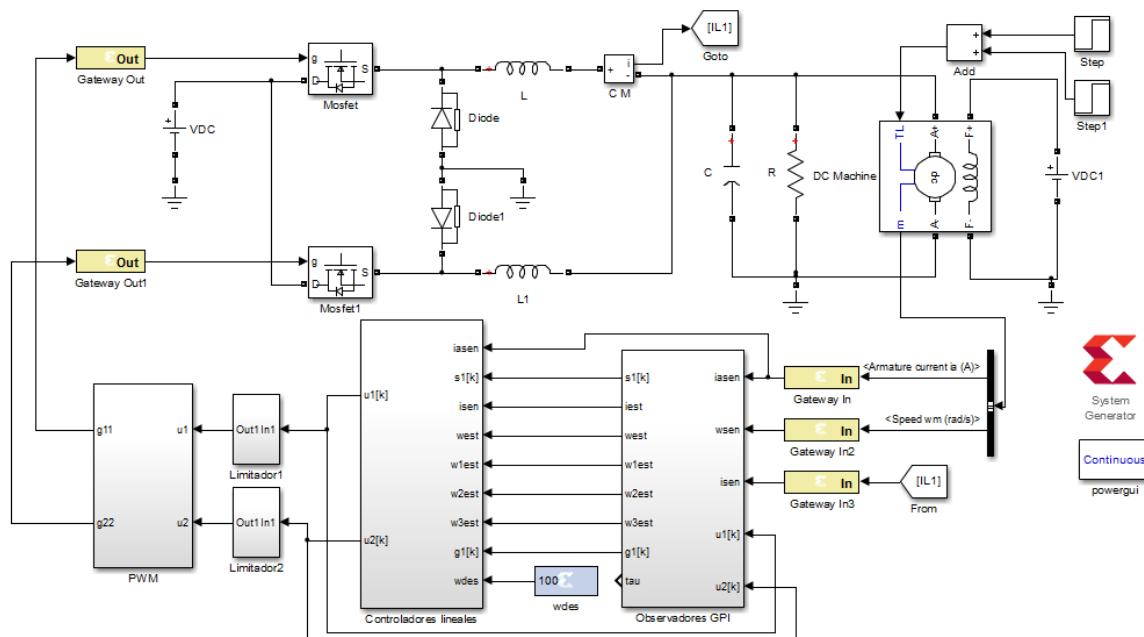 Out
Gateway Out
g
D
S
Mosfet
VDC
+
Diode
Diode1
L
+
i
-
C M
[IL1]
Goto
+
+
Add
Step
Step1
C
R
DC Machine
TL
m
A+
A-
F+
F-
dc
+
VDC1
Out
Gateway Out1
g
D
S
Mosfet1
L1
iasen
s1[k]
isen
west
w1est
w2est
w3est
g1[k]
wdes
u1[k]
u2[k]
Controladores lineales
100
wdes
s1[k]
iest
west
w1est
w2est
w3est
g1[k]
tau
iasen
wsen
isen
u1[k]
u2[k]
Observadores GPI
In
Gateway In
In
Gateway In2
In
Gateway In3
<Armature current ia (A)>
<Speed wm (rad/s)>
[IL1]
From
System
Generator
Continuous
powergui
g11
g22
u1
u2
PWM
Out1 In1
Limitador1
Out1 In1
Limitador2